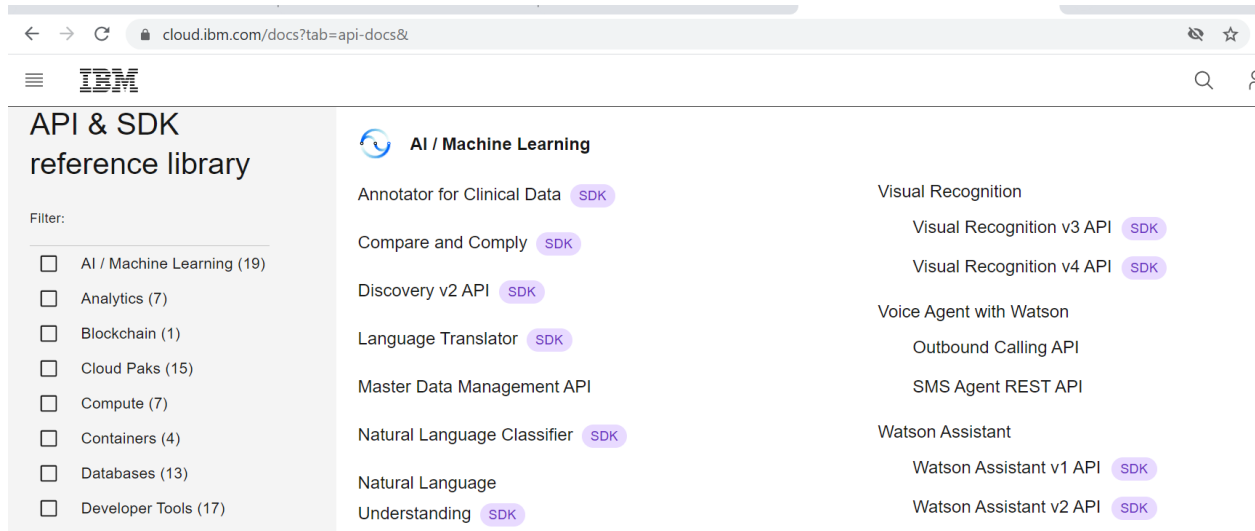 cloud.ibm.com/docs?tab=api-docs&
IBM
API & SDK
reference library
Filter:
AI / Machine Learning (19)
Analytics (7)
Blockchain (1)
Cloud Paks (15)
Compute (7)
Containers (4)
Databases (13)
Developer Tools (17)
AI / Machine Learning
Annotator for Clinical Data SDK
Compare and Comply SDK
Discovery v2 API SDK
Language Translator SDK
Master Data Management API
Natural Language Classifier SDK
Natural Language
Understanding SDK
Visual Recognition
Visual Recognition v3 API SDK
Visual Recognition v4 API SDK
Voice Agent with Watson
Outbound Calling API
SMS Agent REST API
Watson Assistant
Watson Assistant v1 API SDK
Watson Assistant v2 API SDK